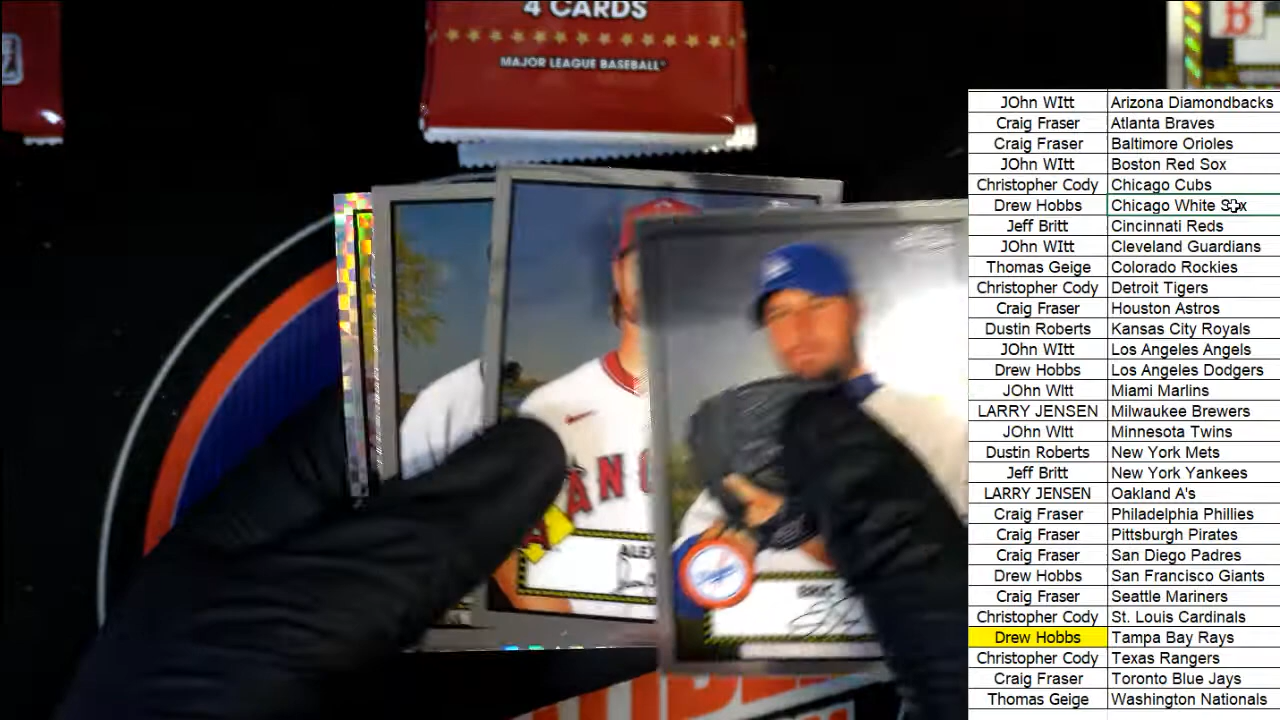 4 CARDS
MAJOR LEAGUE BASEBALL
B
JOhn WItt Arizona Diamondbacks
Craig Fraser Atlanta Braves
Craig Fraser Baltimore Orioles
JOhn WItt Boston Red Sox
Christopher Cody Chicago Cubs
Drew Hobbs Chicago White Sox
Jeff Britt Cincinnati Reds
JOhn WItt Cleveland Guardians
Thomas Geige Colorado Rockies
Christopher Cody Detroit Tigers
Craig Fraser Houston Astros
Dustin Roberts Kansas City Royals
JOhn WItt Los Angeles Angels
Drew Hobbs Los Angeles Dodgers
JOhn WItt Miami Marlins
LARRY JENSEN Milwaukee Brewers
JOhn WItt Minnesota Twins
Dustin Roberts New York Mets
Jeff Britt New York Yankees
LARRY JENSEN Oakland A's
Craig Fraser Philadelphia Phillies
Craig Fraser Pittsburgh Pirates
Craig Fraser San Diego Padres
Drew Hobbs San Francisco Giants
Craig Fraser Seattle Mariners
Christopher Cody St. Louis Cardinals
Drew Hobbs Tampa Bay Rays
Christopher Cody Texas Rangers
Craig Fraser Toronto Blue Jays
Thomas Geige Washington Nationals
ANG
ALEX